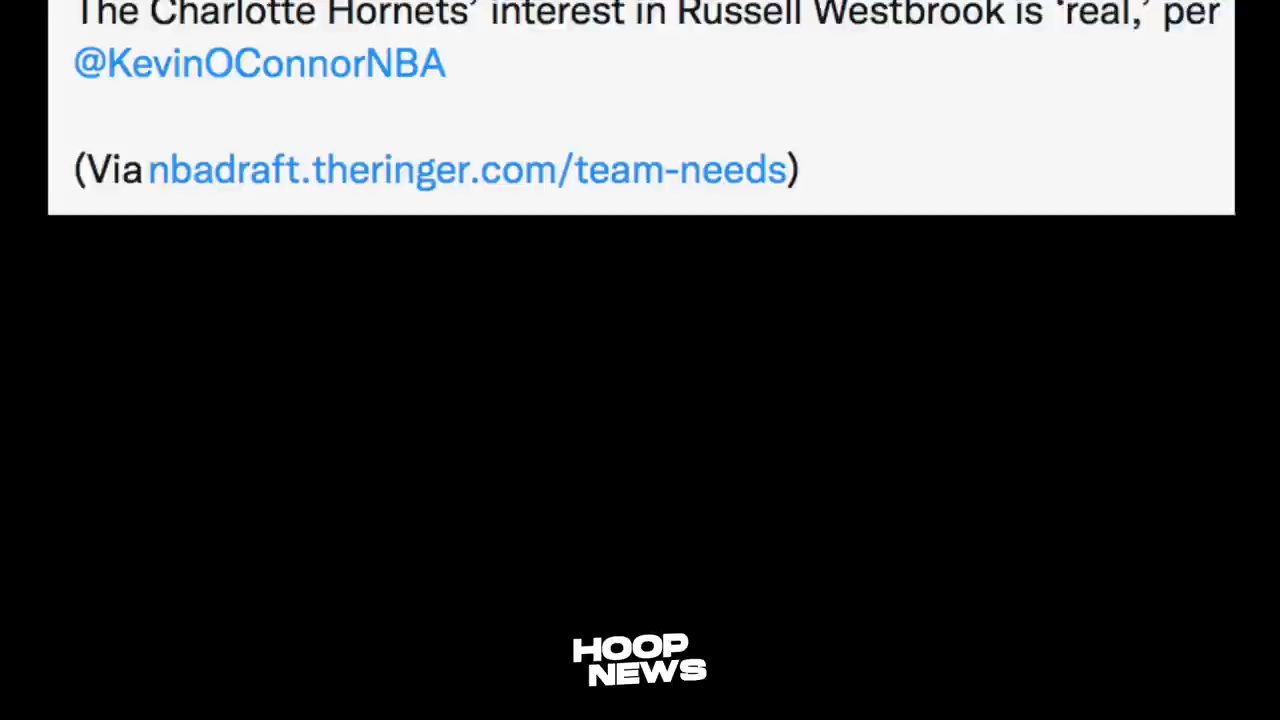 The Charlotte Hornets’ interest in Russell Westbrook is ‘real,’ per
@KevinOConnorNBA
(Via nbadraft.theringer.com/team-needs)
HOOP
NEWS